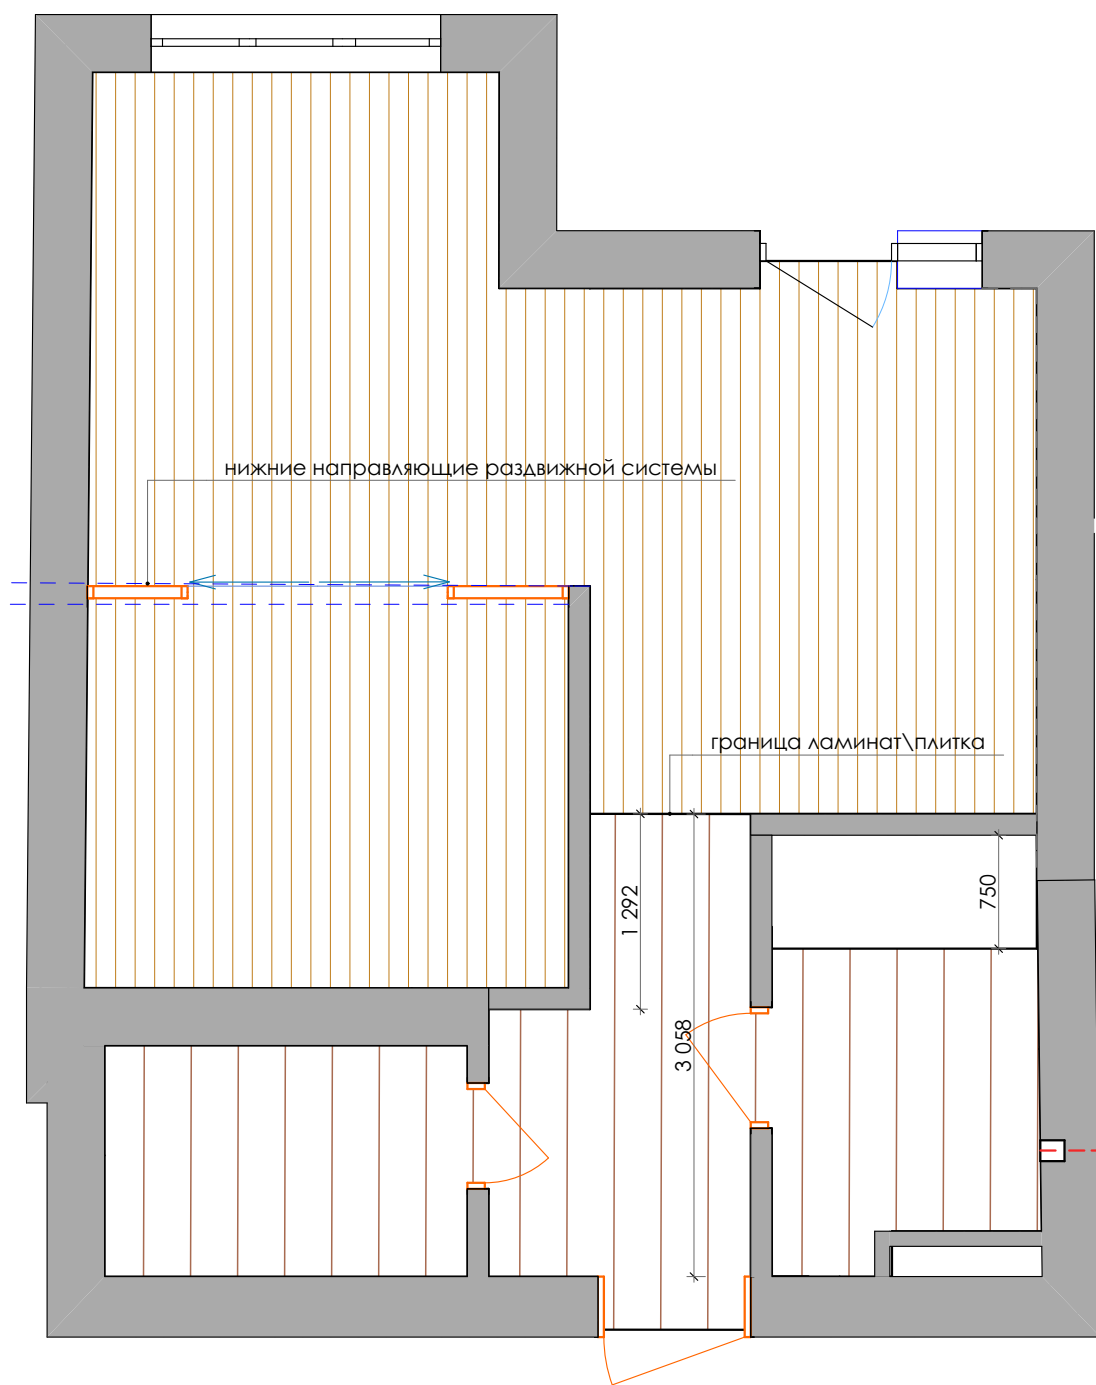 нижние направляющие раздвижной системы
граница ламинат\плитка
750
1 292
3 058